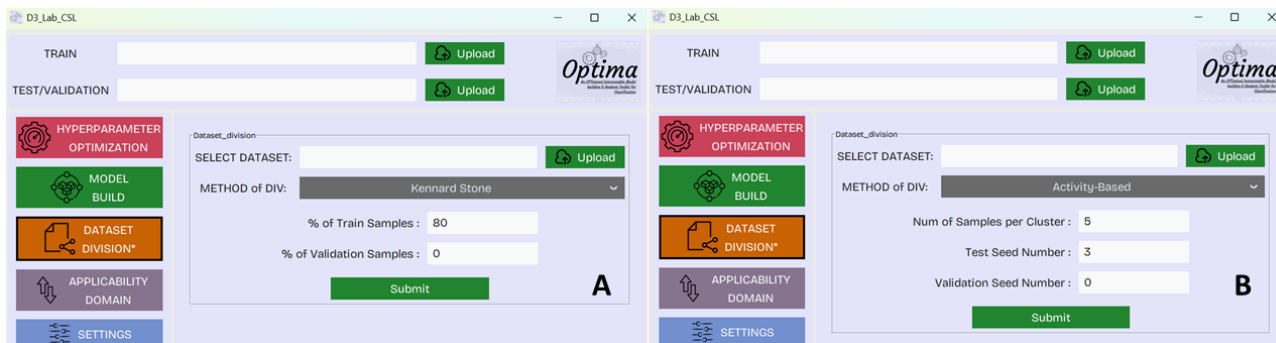 D3_Lab_CSL
TRAIN
Upload
TEST/VALIDATION
Upload
Optima
HYPERPARAMETER
OPTIMIZATION
MODEL
BUILD
DATASET
DIVISION*
APPLICABILITY
DOMAIN
SETTINGS
Dataset_division
SELECT DATASET:
Upload
METHOD of DIV:
Kennard Stone
% of Train Samples : 80
% of Validation Samples : 0
Submit
A
D3_Lab_CSL
TRAIN
Upload
TEST/VALIDATION
Upload
Optima
HYPERPARAMETER
OPTIMIZATION
MODEL
BUILD
DATASET
DIVISION*
APPLICABILITY
DOMAIN
SETTINGS
Dataset_division
SELECT DATASET:
Upload
METHOD of DIV:
Activity-Based
Num of Samples per Cluster : 5
Test Seed Number : 3
Validation Seed Number : 0
Submit
B